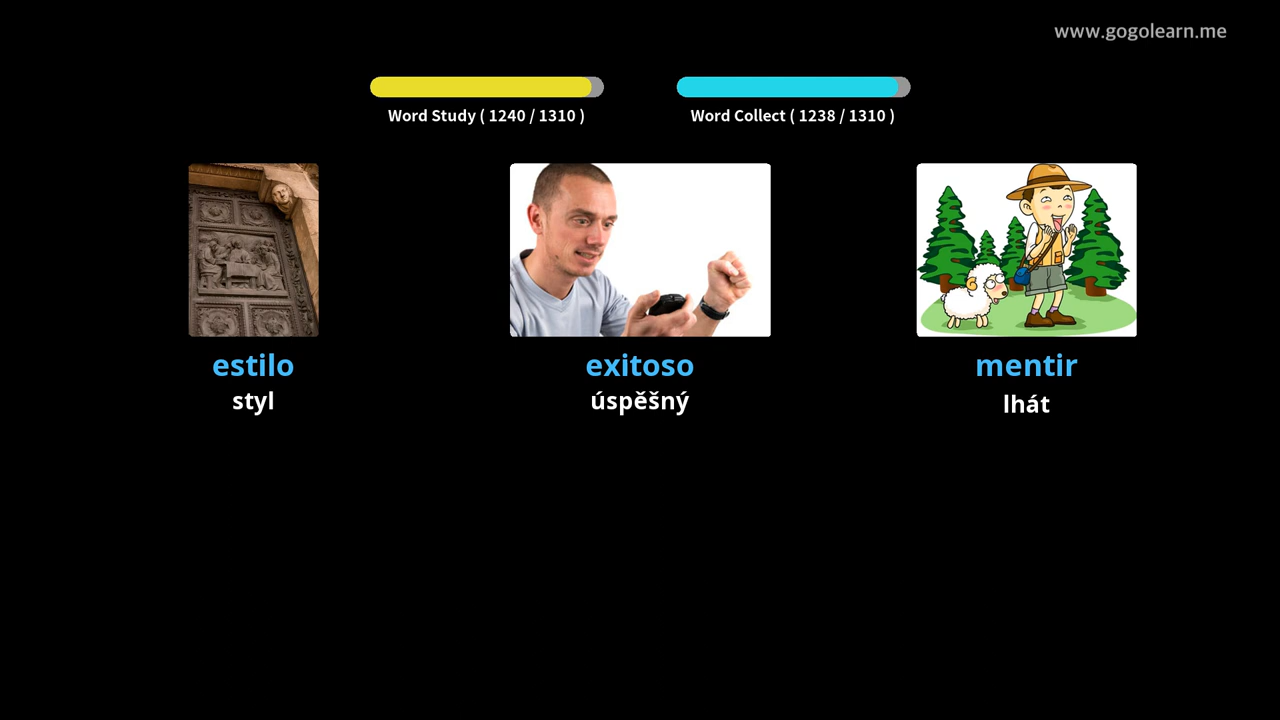 www.gogolearn.me
Word Study ( 1240 / 1310 )
Word Collect ( 1238 / 1310 )
estilo
styl
exitoso
úspěšný
mentir
lhát